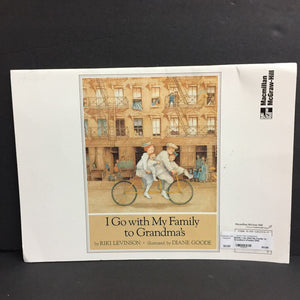 Macmillan
McGraw-Hill
I Go with My Family
to Grandma's
by RIKI LEVINSON illustrated by DIANE GOODE